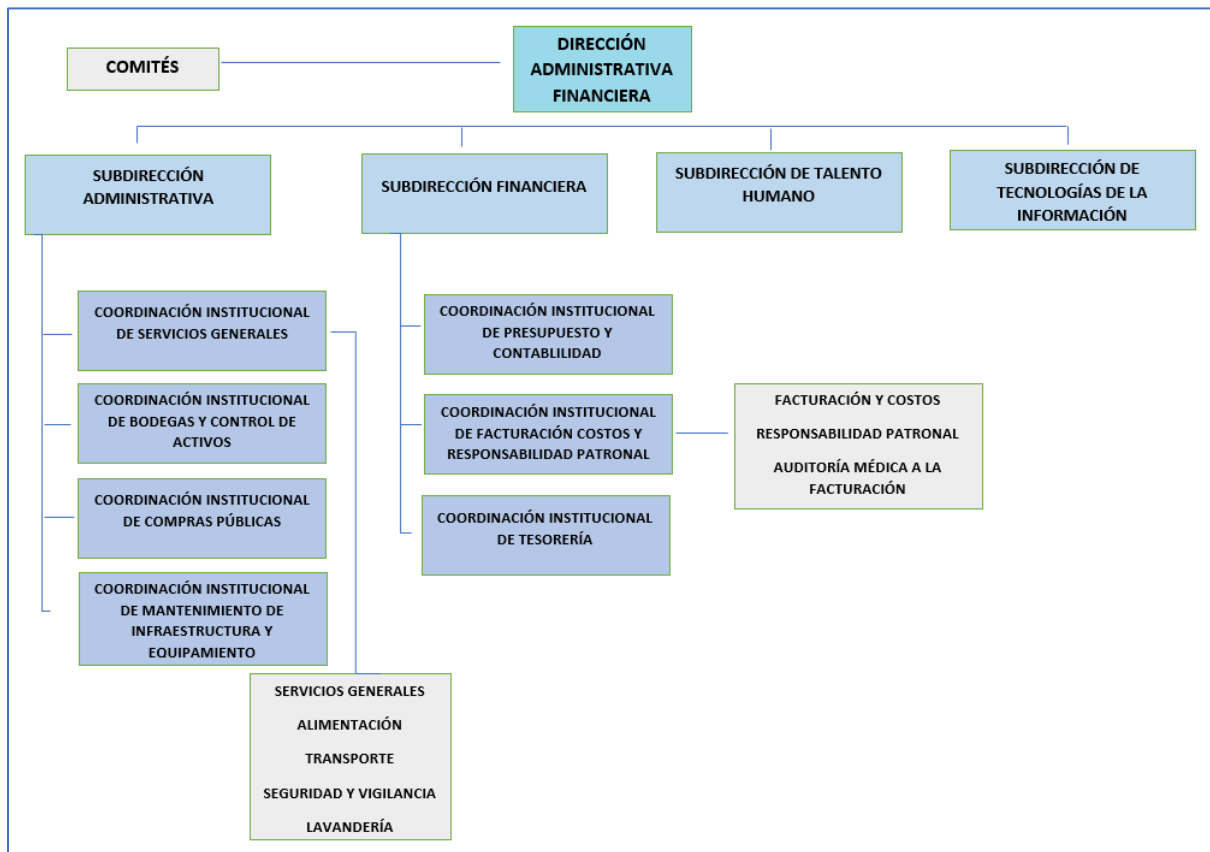 COMITÉS
DIRECCIÓN
ADMINISTRATIVA
FINANCIERA
SUBDIRECCIÓN
ADMINISTRATIVA
SUBDIRECCIÓN FINANCIERA
SUBDIRECCIÓN DE TALENTO
HUMANO
SUBDIRECCIÓN DE
TECNOLOGÍAS DE LA
INFORMACIÓN
COORDINACIÓN INSTITUCIONAL
DE SERVICIOS GENERALES
COORDINACIÓN INSTITUCIONAL
DE BODEGAS Y CONTROL DE
ACTIVOS
COORDINACIÓN INSTITUCIONAL
DE COMPRAS PÚBLICAS
COORDINACIÓN INSTITUCIONAL
DE MANTENIMIENTO DE
INFRAESTRUCTURA Y
EQUIPAMIENTO
SERVICIOS GENERALES
ALIMENTACIÓN
TRANSPORTE
SEGURIDAD Y VIGILANCIA
LAVANDERÍA
COORDINACIÓN INSTITUCIONAL
DE PRESUPUESTO Y
CONTABLILIDAD
COORDINACIÓN INSTITUCIONAL
DE FACTURACIÓN COSTOS Y
RESPONSABILIDAD PATRONAL
COORDINACIÓN INSTITUCIONAL
DE TESORERÍA
FACTURACIÓN Y COSTOS
RESPONSABILIDAD PATRONAL
AUDITORÍA MÉDICA A LA
FACTURACIÓN